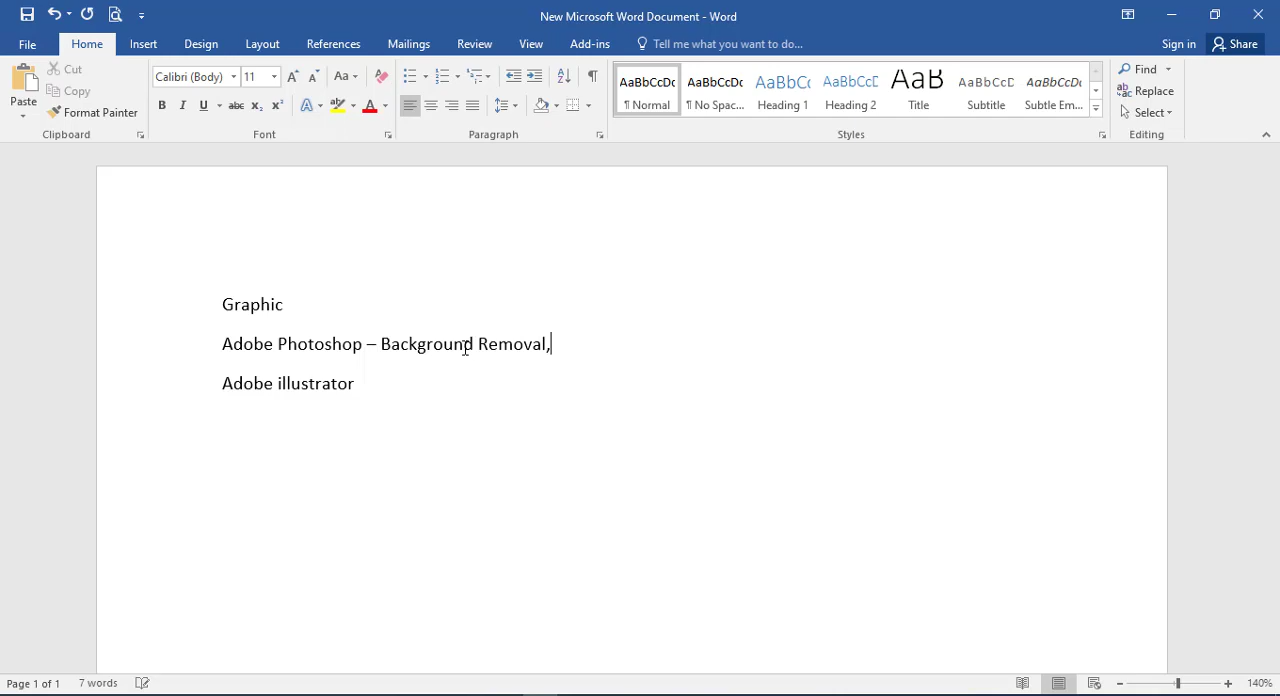 New Microsoft Word Document - Word
File Home Insert Design Layout References Mailings Review View Add-ins Tell me what you want to do... Sign in Share
Paste
Cut
Copy
Format Painter
Clipboard
Calibri (Body) 11
Font
Paragraph
AaBbCcDc AaBbCcDc AaBbCc AaBbCcD AaB AaBbCcD AaBbCcDc
¶ Normal ¶ No Spac... Heading 1 Heading 2 Title Subtitle Subtle Em...
Styles
Find
Replace
Select
Editing
Graphic
Adobe Photoshop – Background Removal,
Adobe illustrator
Page 1 of 1 7 words 140%